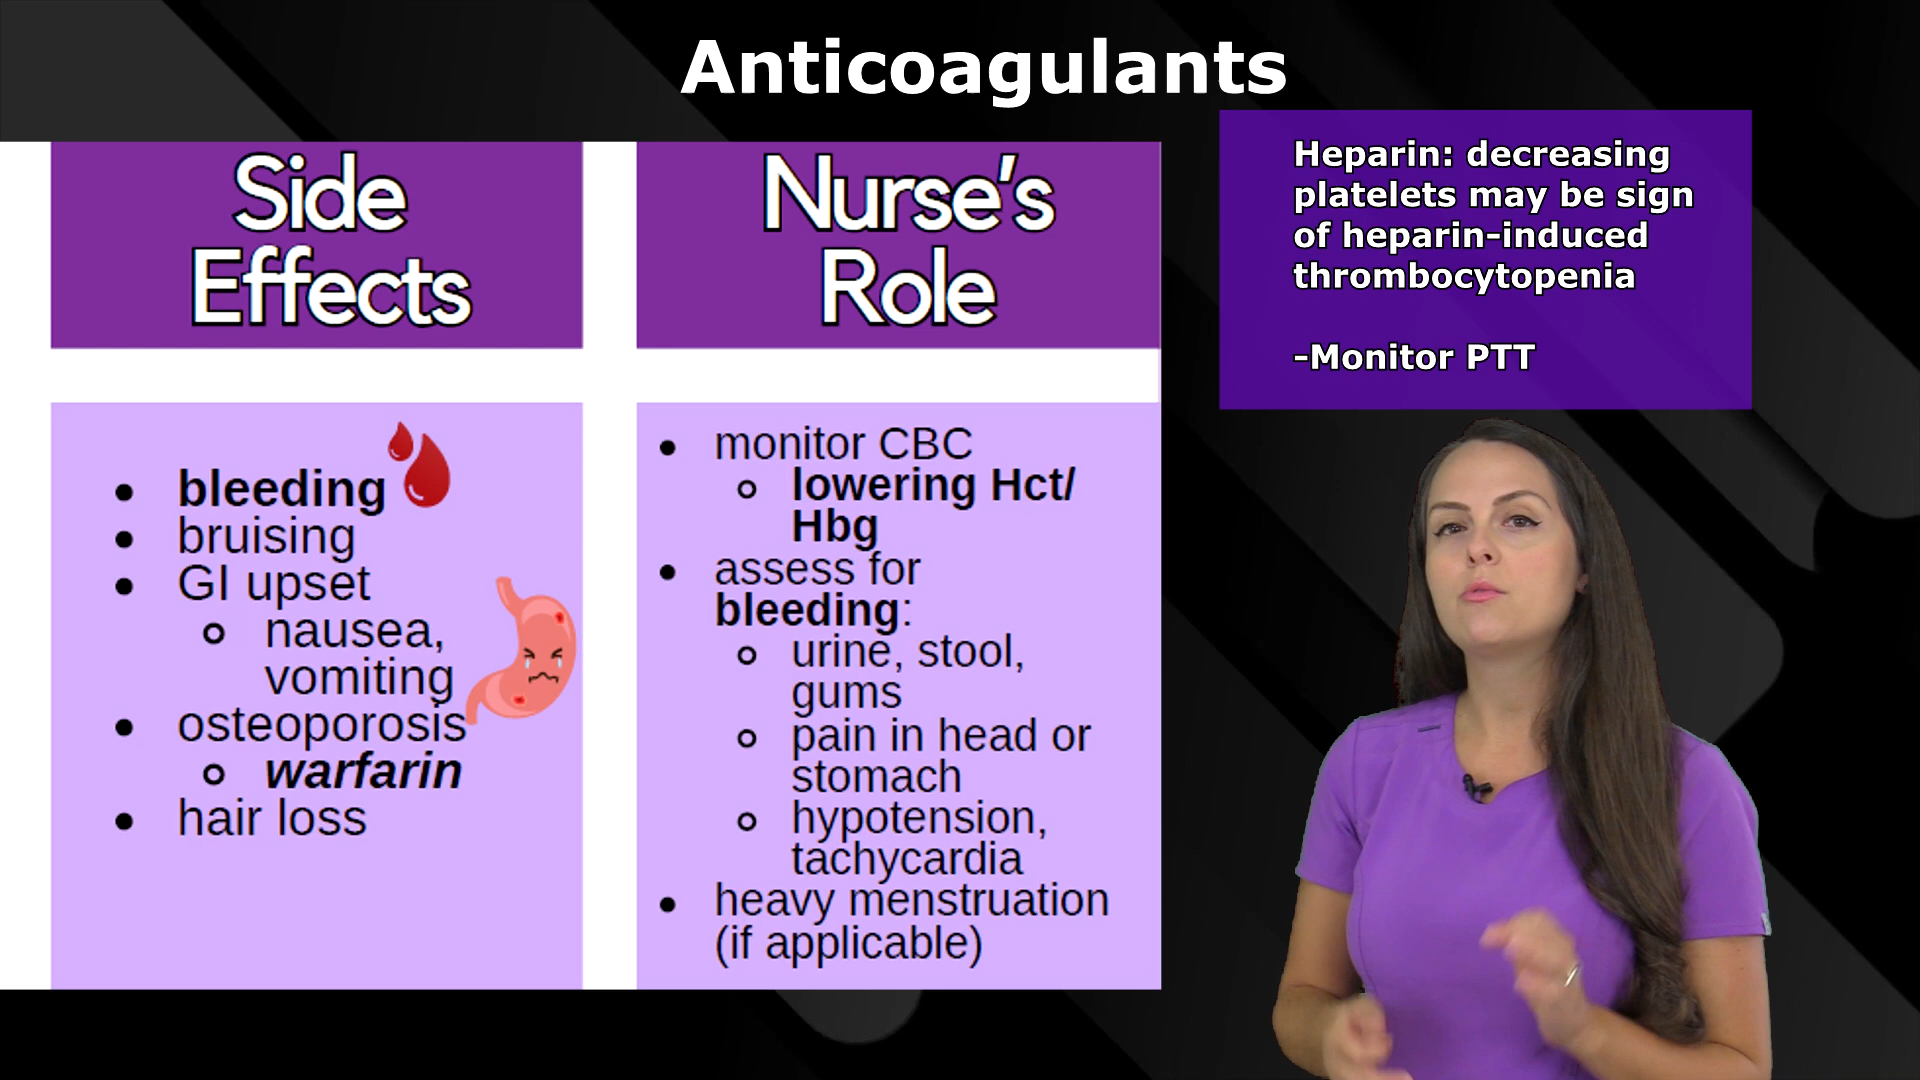 Anticoagulants
Side
Effects
bleeding
bruising
GI upset
nausea,
vomiting
osteoporosis
warfarin
hair loss
Nurse's
Role
monitor CBC
lowering Hct/
Hbg
assess for
bleeding:
urine, stool,
gums
pain in head or
stomach
hypotension,
tachycardia
heavy menstruation
(if applicable)
Heparin: decreasing
platelets may be sign
of heparin-induced
thrombocytopenia
-Monitor PTT